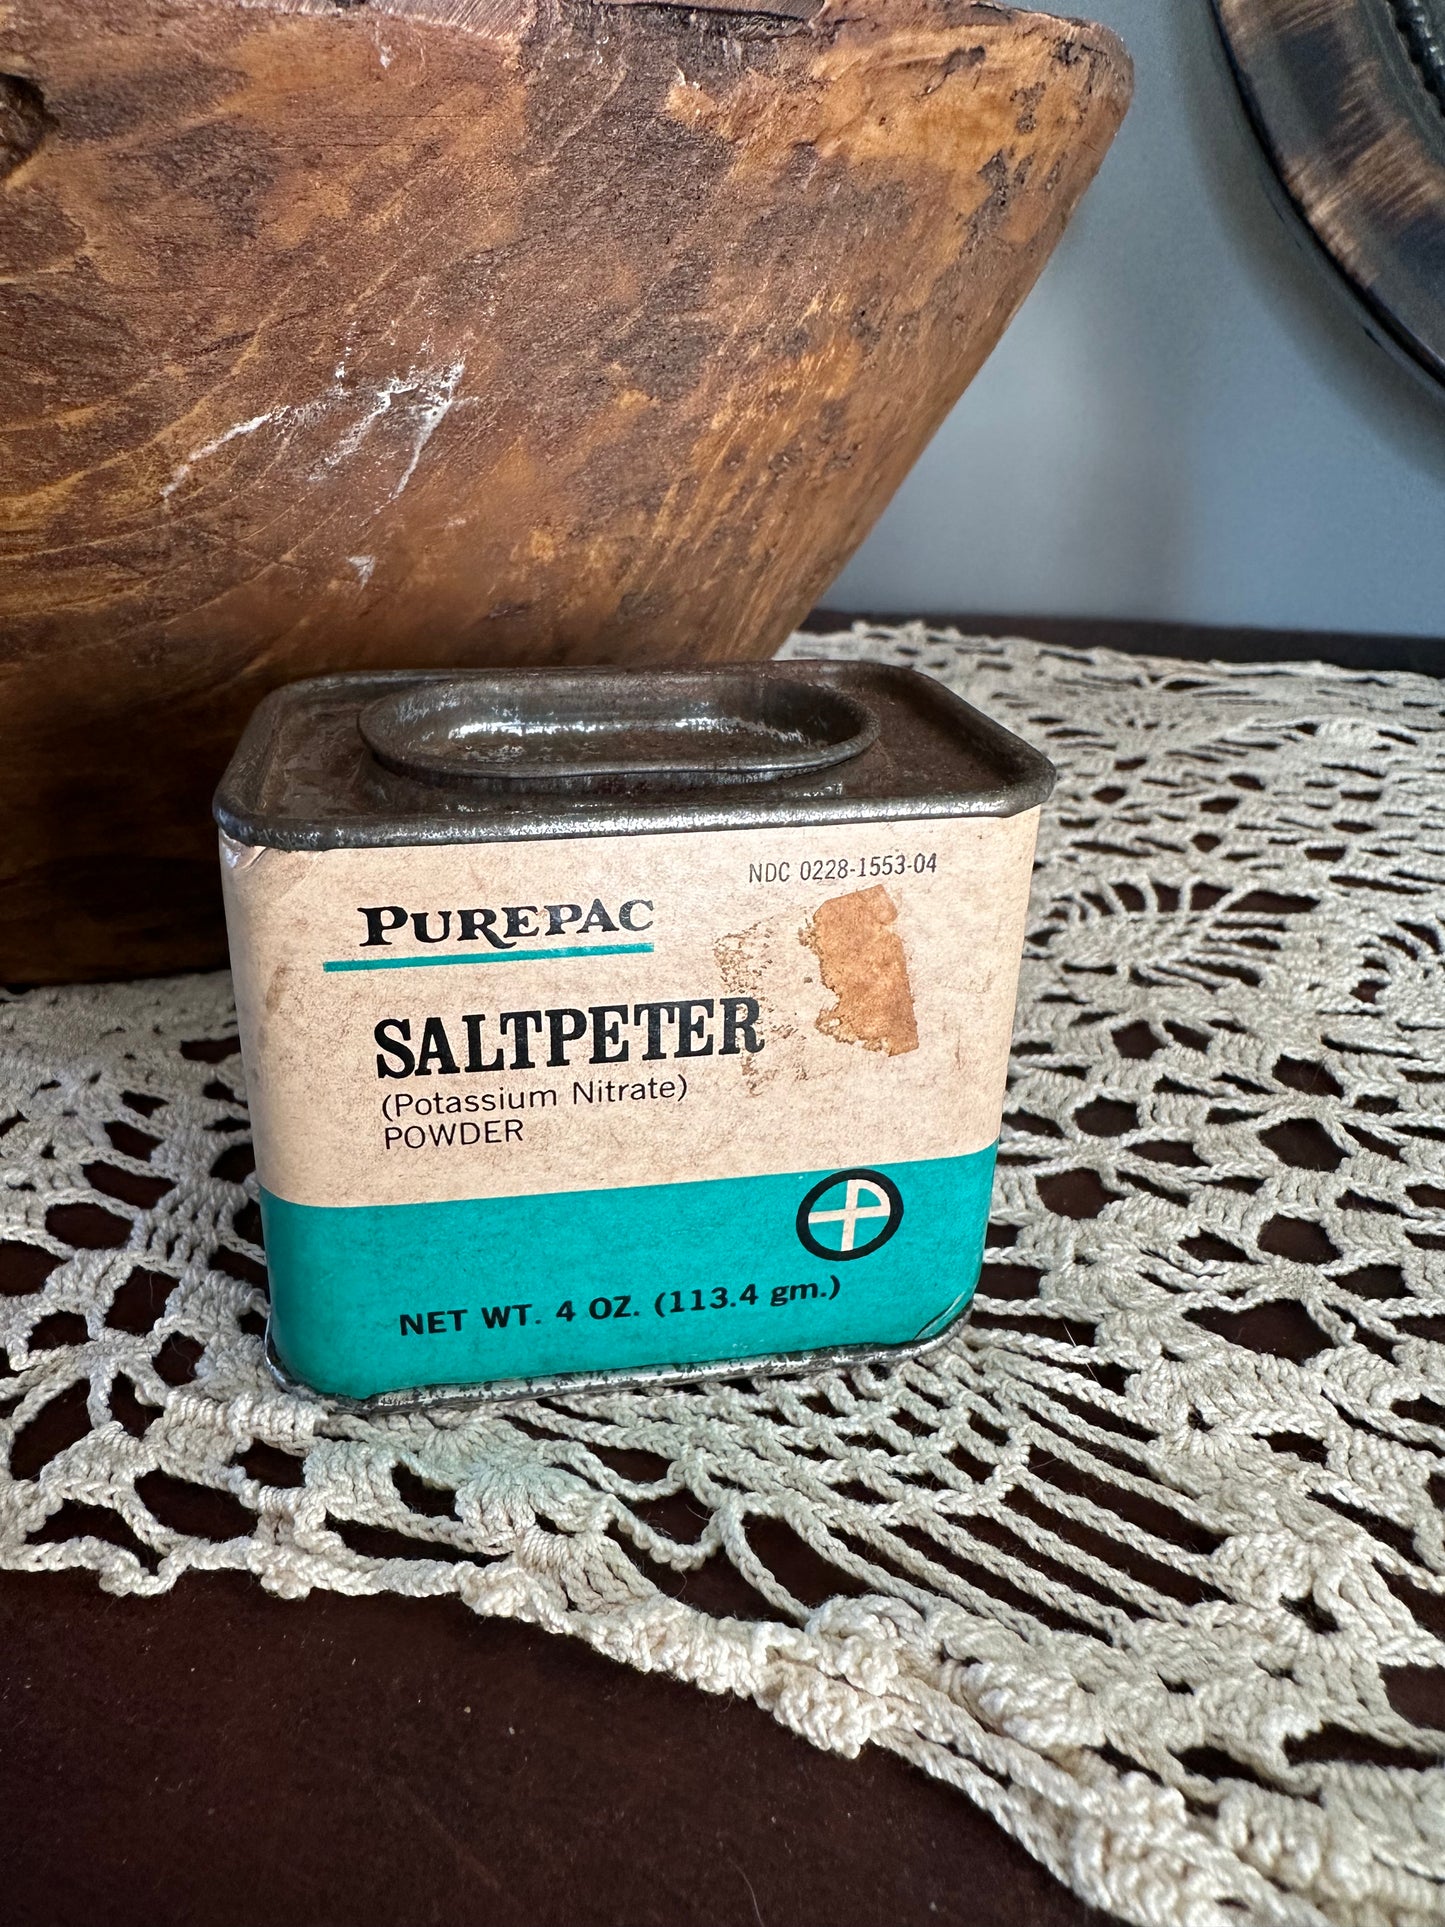 NDC 0228-1553-04
PUREPAC
SALTPETER
(Potassium Nitrate)
POWDER
NET WT. 4 OZ. (113.4 gm.)